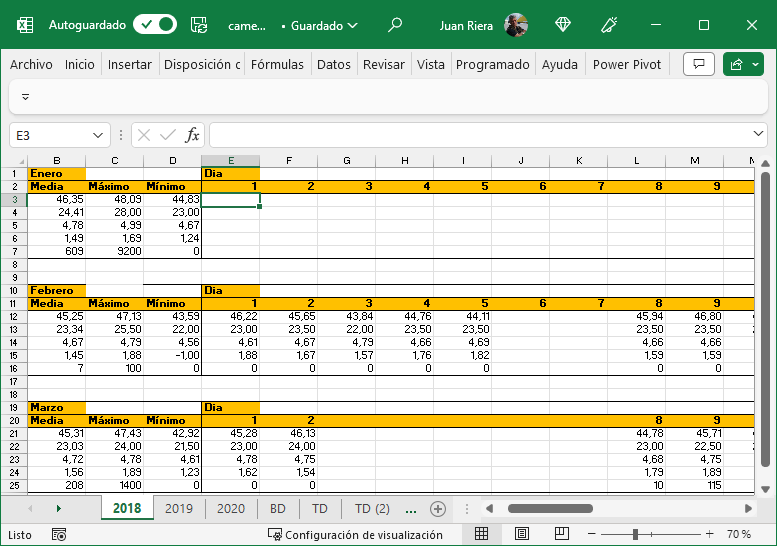 Autoguardado came... • Guardado Juan Riera
Archivo Inicio Insertar Disposición c Fórmulas Datos Revisar Vista Programado Ayuda Power Pivot
E3 fx
B C D E F G H I J K L M N
1 Enero Dia
2 Media Máximo Mínimo 1 2 3 4 5 6 7 8 9
3 46,35 48,09 44,83
4 24,41 28,00 23,00
5 4,78 4,99 4,67
6 1,49 1,69 1,24
7 609 9200 0
8
9
10 Febrero Dia
11 Media Máximo Mínimo 1 2 3 4 5 6 7 8 9
12 45,25 47,13 43,59 46,22 45,65 43,84 44,76 44,11 45,94 46,80
13 23,34 25,50 22,00 23,00 23,50 22,00 23,50 23,50 23,50 23,50
14 4,67 4,79 4,56 4,61 4,67 4,79 4,66 4,69 4,66 4,66
15 1,45 1,88 -1,00 1,88 1,67 1,57 1,76 1,82 1,59 1,59
16 7 100 0 0 0 0 0 0 0 0
17
18
19 Marzo Dia
20 Media Máximo Mínimo 1 2 8 9
21 45,31 47,43 42,92 45,28 46,13 44,78 45,71
22 23,03 24,00 21,50 23,00 24,00 23,00 22,50
23 4,72 4,78 4,61 4,78 4,75 4,68 4,75
24 1,56 1,89 1,23 1,62 1,54 1,79 1,89
25 208 1400 0 0 0 10 115
2018 2019 2020 BD TD TD (2) ...
Listo Configuración de visualización 70 %